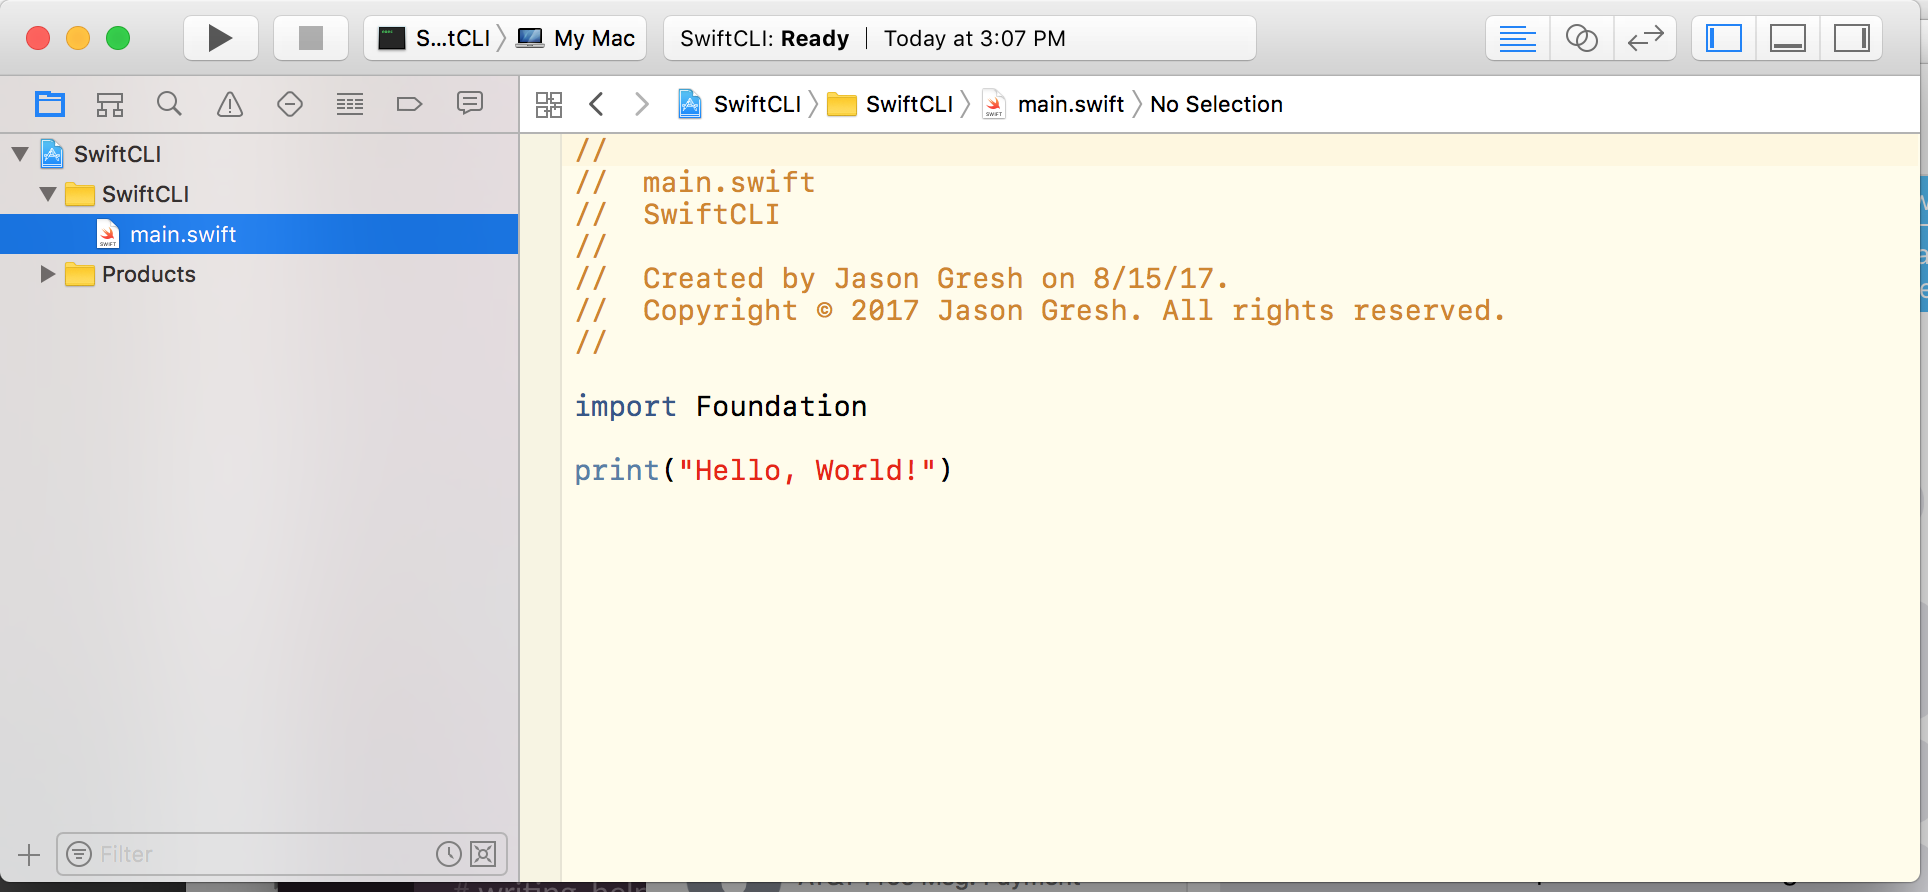 S...tCLI My Mac
SwiftCLI: Ready Today at 3:07 PM
SwiftCLI SwiftCLI main.swift No Selection
SwiftCLI
SwiftCLI
main.swift
Products
//
// main.swift
// SwiftCLI
//
// Created by Jason Gresh on 8/15/17.
// Copyright © 2017 Jason Gresh. All rights reserved.
//
import Foundation
print("Hello, World!")
Filter